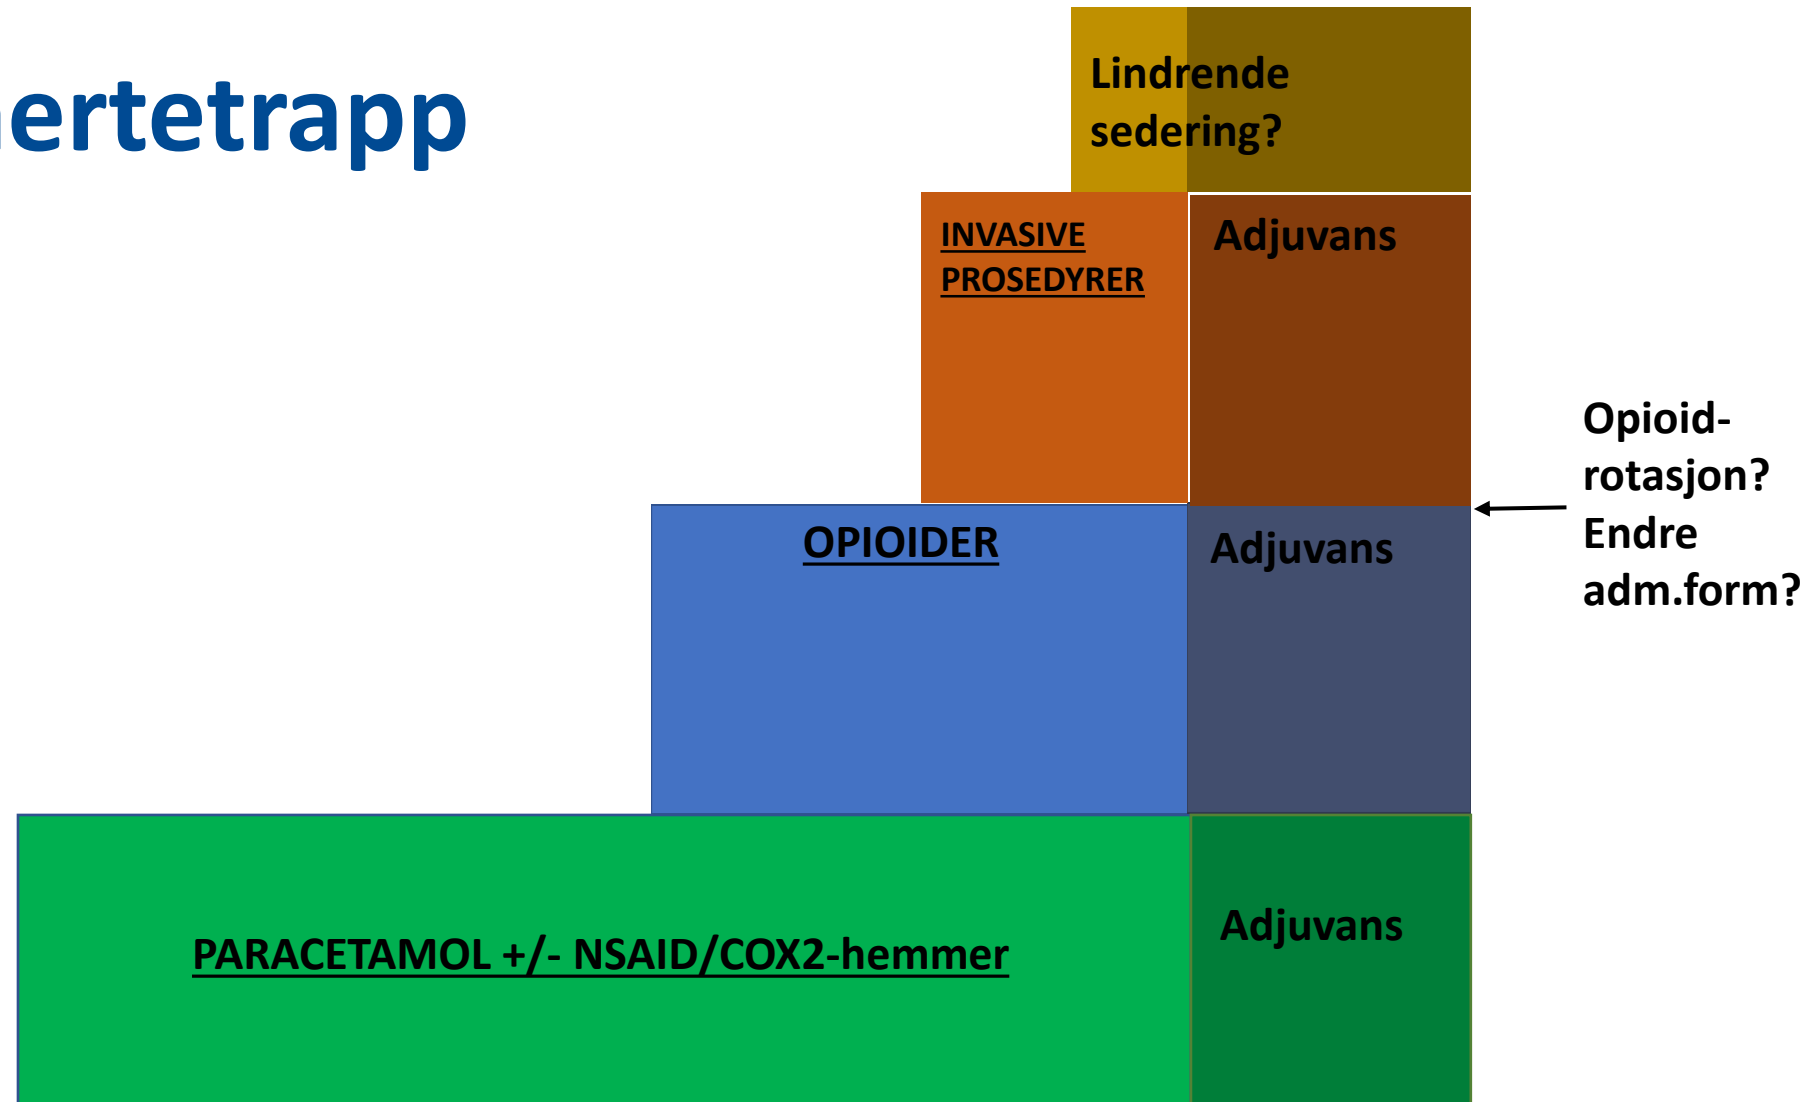 ertetrapp
Lindrende
sedering?
INVASIVE
PROSEDYRER
Adjuvans
Opioid-
rotasjon?
Endre
adm.form?
OPIOIDER
Adjuvans
PARACETAMOL +/- NSAID/COX2-hemmer
Adjuvans